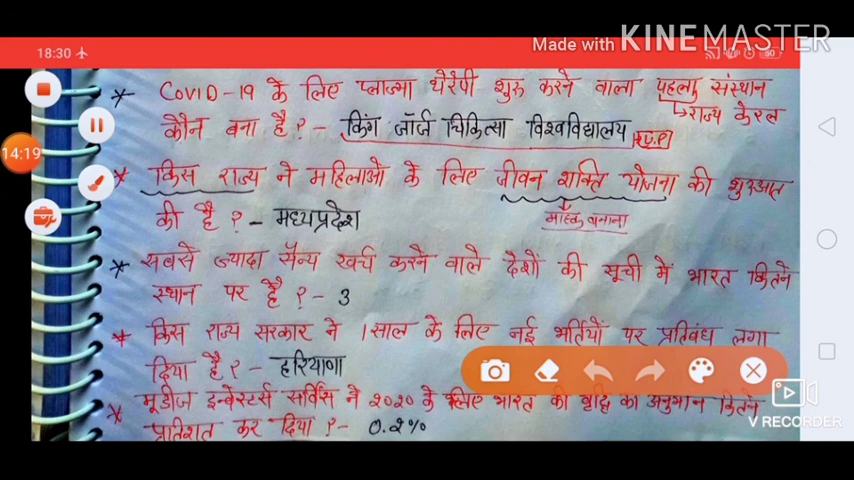 Made with KINEMASTER
18:30
50
* COVID-19 के लिए प्लाज्मा थेरेपी शुरू करने वाला पहला संस्थान
राज्य केरल
कौन बना है? - किंग जॉर्ज चिकित्सा विश्वविद्यालय U.P
14:19
* किस राज्य ने महिलाओ के लिए जीवन शक्ति योजना की शुरुआत
की है ? - मध्यप्रदेश
मास्क बनाना
* सबसे ज्यादा सैन्य खर्च करने वाले देशों की सूची में भारत कितने
स्थान पर है ? - 3
* किस राज्य सरकार ने 1 साल के लिए नई भर्तियों पर प्रतिबंध लगा
दिया है ? - हरियाणा
* मूडीज इन्वेस्टर्स सर्विस ने २०२० के लिए भारत की वृद्धि का अनुमान कितने
प्रतिशत कर दिया ? - 0.2%
V RECORDER